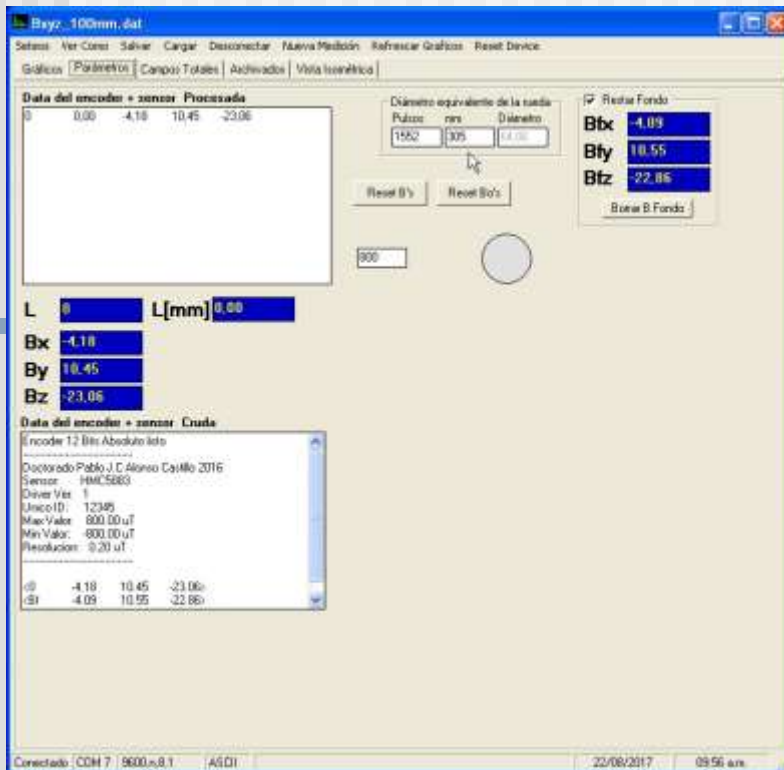 Bxyz_100mm.dat
Seteos Ver Coms Salvar Cargar Desconectar Nueva Medición Refrescar Graficos Reset Device
Gráficos Parámetros Campos Totales Archivados Vista Isométrica
Data del encoder + sensor Procesada
0 0,00 -4,18 10,45 -23,06
Diámetro equivalente de la rueda
Pulsos mm Diámetro
1552 305
Restar Fondo
Bfx -4,09
Bfy 10,55
Bfz -22,86
Borrar B Fondo
Reset B's Reset Bo's
800
L 0 L[mm] 0,00
Bx -4,18
By 10,45
Bz -23,06
Data del encoder + sensor Cruda
Encoder 12 Bits Absoluto listo
------------------------
Doctorado Pablo J.C Alonso Castillo 2016
Sensor HMC5883
Driver Ver: 1
Unico ID: 12345
Max Valor: 800.00 uT
Min Valor: -800.00 uT
Resolucion: 0.20 uT
------------------------
<0 -4.18 10.45 -23.06>
<Bf -4.09 10.55 -22.86>
Conectado COM 7 9600,n,8,1 ASCII 22/08/2017 09:56 a.m.